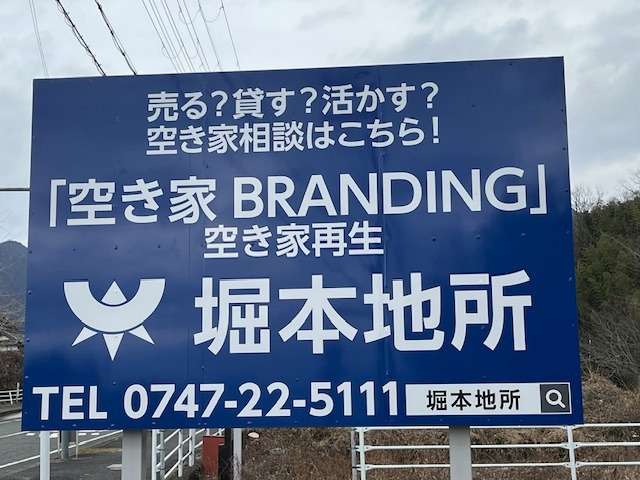 売る？貸す？活かす？
空き家相談はこちら！
「空き家 BRANDING」
空き家再生
堀本地所
TEL 0747-22-5111 堀本地所